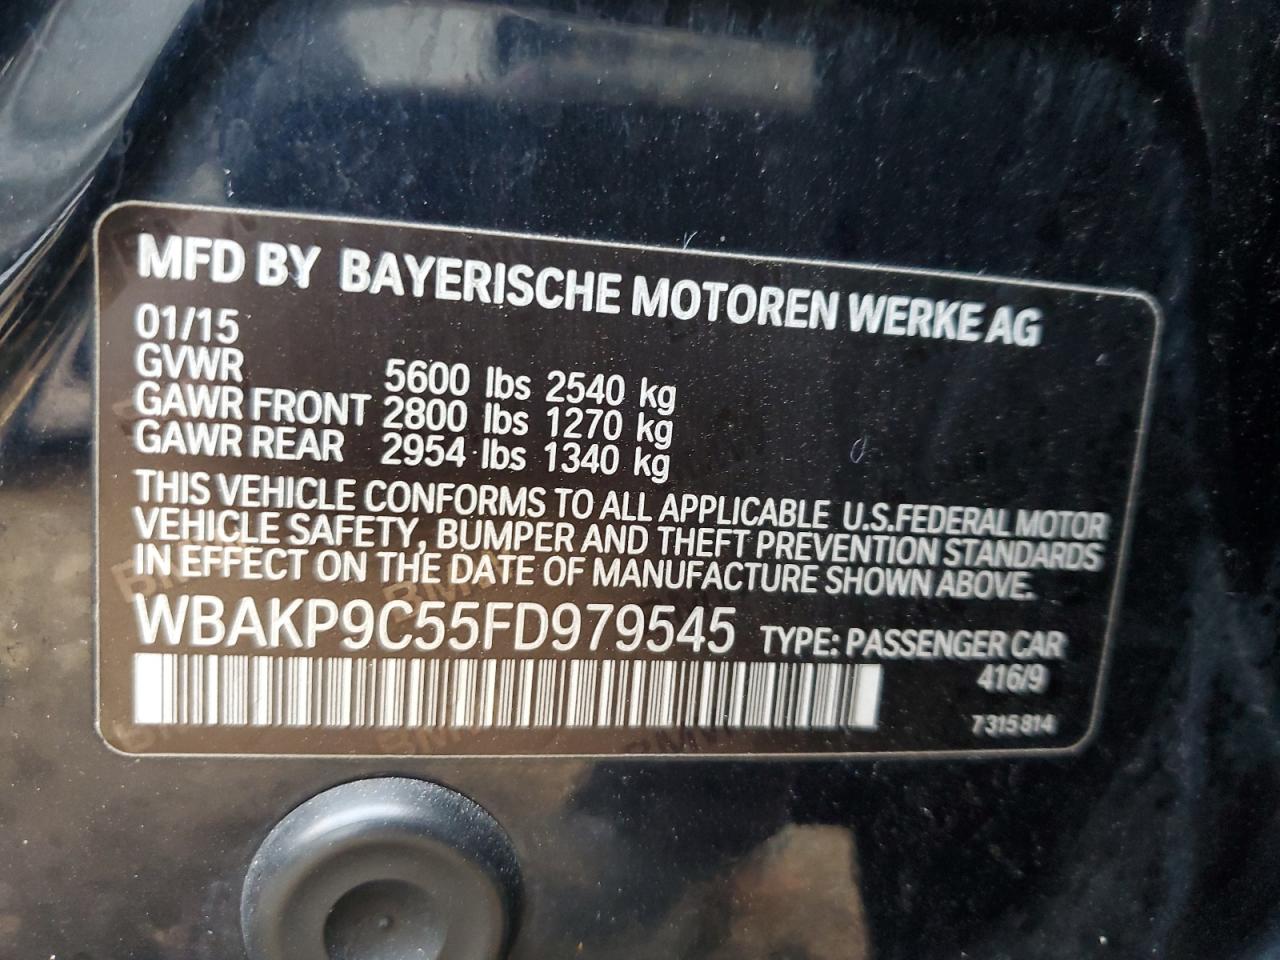 MFD BY BAYERISCHE MOTOREN WERKE AG
01/15
GVWR 5600 lbs 2540 kg
GAWR FRONT 2800 lbs 1270 kg
GAWR REAR 2954 lbs 1340 kg
THIS VEHICLE CONFORMS TO ALL APPLICABLE U.S.FEDERAL MOTOR
VEHICLE SAFETY, BUMPER AND THEFT PREVENTION STANDARDS
IN EFFECT ON THE DATE OF MANUFACTURE SHOWN ABOVE.
WBAKP9C55FD979545 TYPE: PASSENGER CAR
416/9
7 315 814